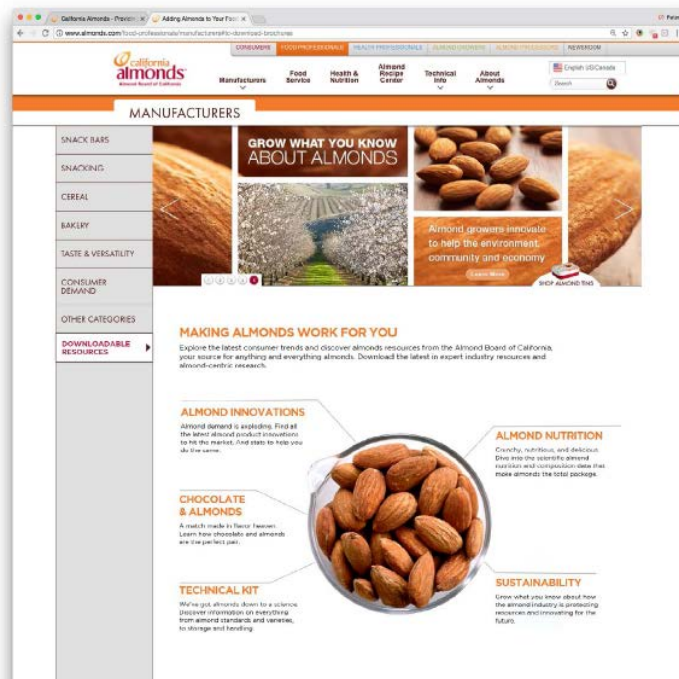 California Almonds - Providin
Adding Almonds to Your Foo
www.almonds.com/food-professionals/manufacturers#tc-download-brochures
CONSUMERS
FOOD PROFESSIONALS
HEALTH PROFESSIONALS
ALMOND GROWERS
ALMOND PROCESSORS
NEWSROOM
california
almonds
Almond Board of California
Manufacturers
Food
Service
Health &
Nutrition
Almond
Recipe
Center
Technical
Info
About
Almonds
English US/Canada
Search
MANUFACTURERS
SNACK BARS
SNACKING
CEREAL
BAKERY
TASTE & VERSATILITY
CONSUMER
DEMAND
OTHER CATEGORIES
DOWNLOADABLE
RESOURCES
GROW WHAT YOU KNOW
ABOUT ALMONDS
Almond growers innovate
to help the environment,
community and economy
Learn More
SHOP ALMOND TINS
MAKING ALMONDS WORK FOR YOU
Explore the latest consumer trends and discover almonds resources from the Almond Board of California,
your source for anything and everything almonds. Download the latest in expert industry resources and
almond-centric research.
ALMOND INNOVATIONS
Almond demand is exploding. Find all
the latest almond product innovations
to hit the market. And stats to help you
do the same.
CHOCOLATE
& ALMONDS
A match made in flavor heaven.
Learn how chocolate and almonds
are the perfect pair.
TECHNICAL KIT
We've got almonds down to a science.
Discover information on everything
from almond standards and varieties,
to storage and handling.
ALMOND NUTRITION
Crunchy, nutritious, and delicious.
Dive into the scientific almond
nutrition and composition data that
make almonds the total package.
SUSTAINABILITY
Grow what you know about how
the almond industry is protecting
resources and innovating for the
future.